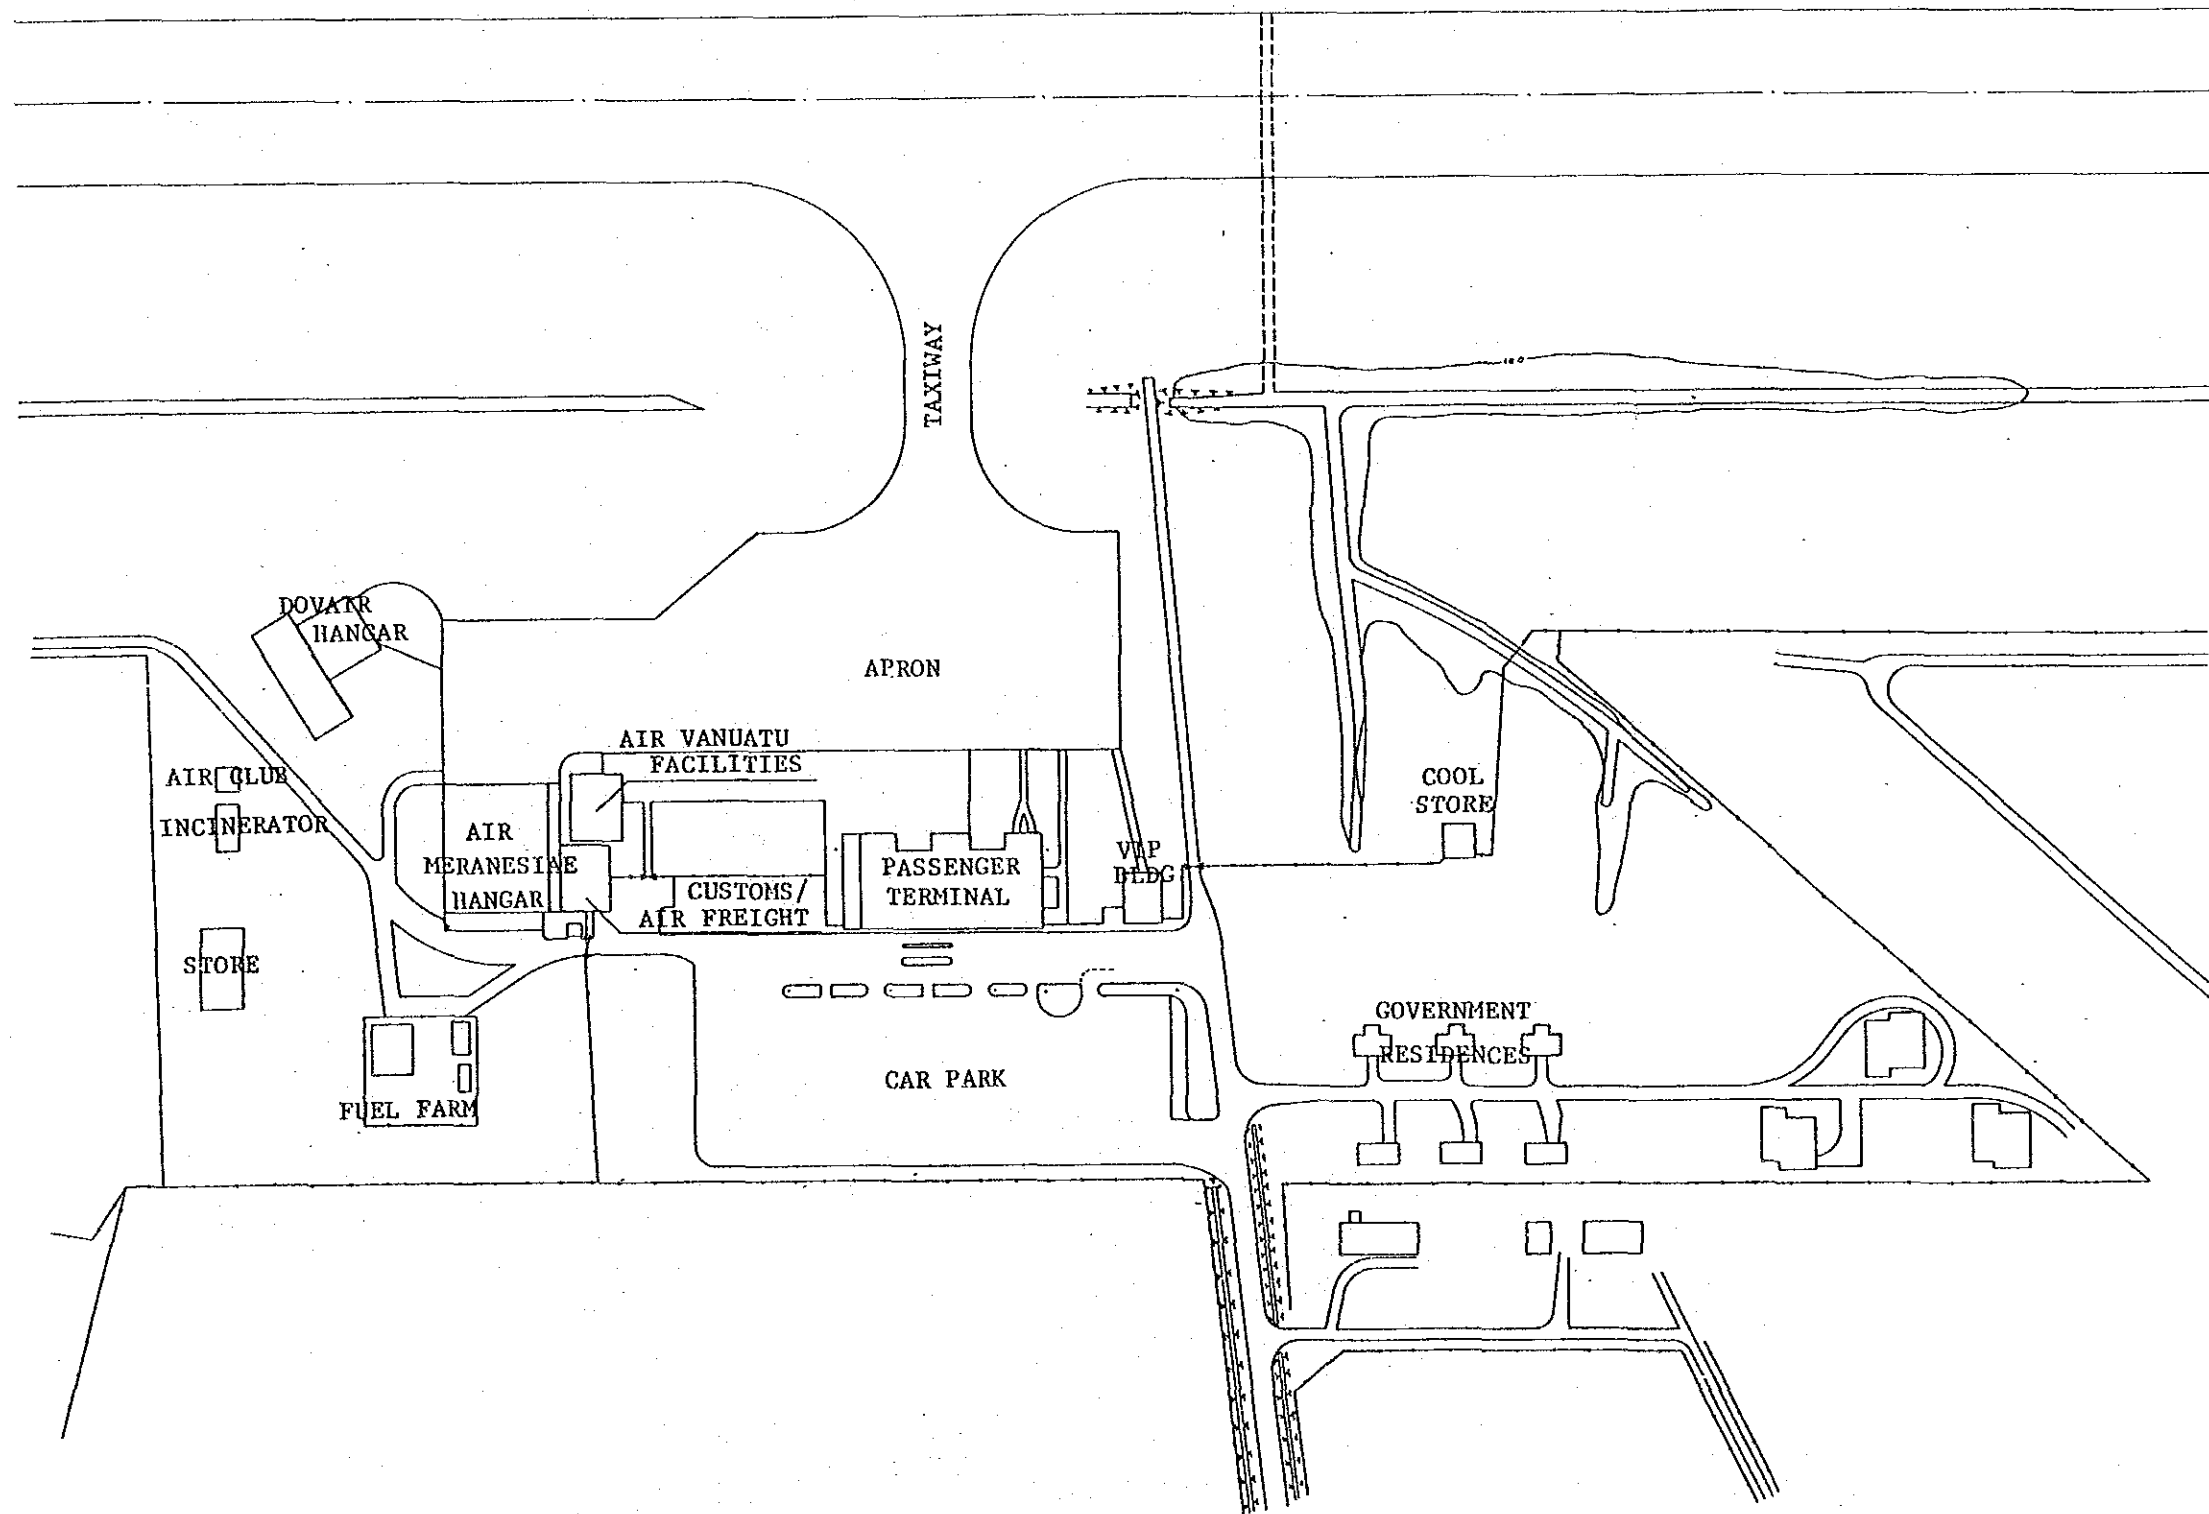 TAXIWAY
DOVAIR
HANGAR
APRON
AIR VANUATU
FACILITIES
AIR CLUB
INCINERATOR
AIR
MERANESIAE
HANGAR
CUSTOMS/
AIR FREIGHT
PASSENGER
TERMINAL
VIP
BLDG
COOL
STORE
STORE
GOVERNMENT
RESIDENCES
CAR PARK
FUEL FARM